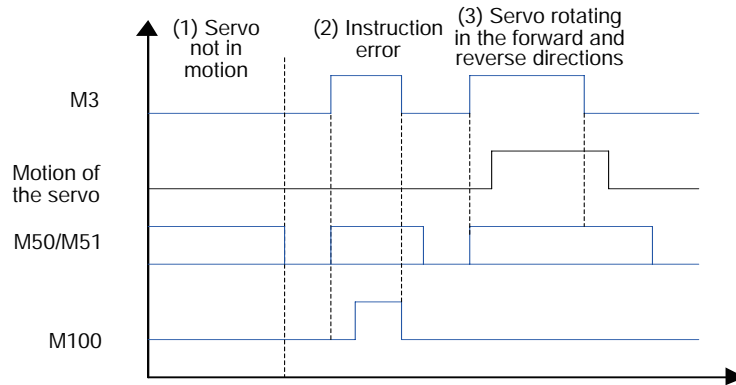 (1) Servo
not in
motion
(2) Instruction
error
(3) Servo rotating
in the forward and
reverse directions
M3
Motion of
the servo
M50/M51
M100